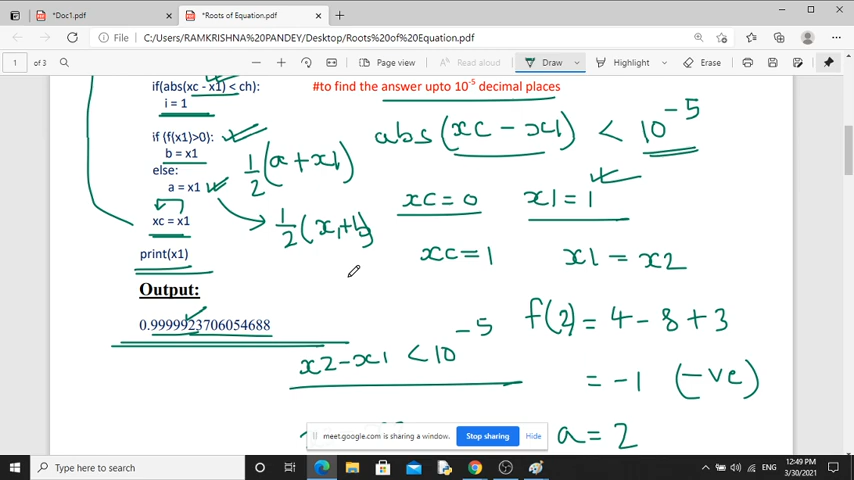 *Doc1.pdf
*Roots of Equation.pdf
File
C:/Users/RAMKRISHNA%20PANDEY/Desktop/Roots%20of%20Equation.pdf
1 of 3
Page view
Read aloud
Draw
Highlight
Erase
if(abs(xc - x1) < ch):
#to find the answer upto 10-5 decimal places
i = 1
abs(xc - x1) < 10-5
if (f(x1)>0):
b = x1
1/2 (a + x1)
else:
a = x1
xc = 0 x1 = 1
xc = x1
1/2 (x1+b)
print(x1)
xc = 1 x1 = x2
Output:
0.9999923706054688
f(2) = 4 - 8 + 3
x2-x1 < 10-5
= -1 (-ve)
meet.google.com is sharing a window.
Stop sharing
Hide
a = 2
Type here to search
ENG
12:49 PM
3/30/2021